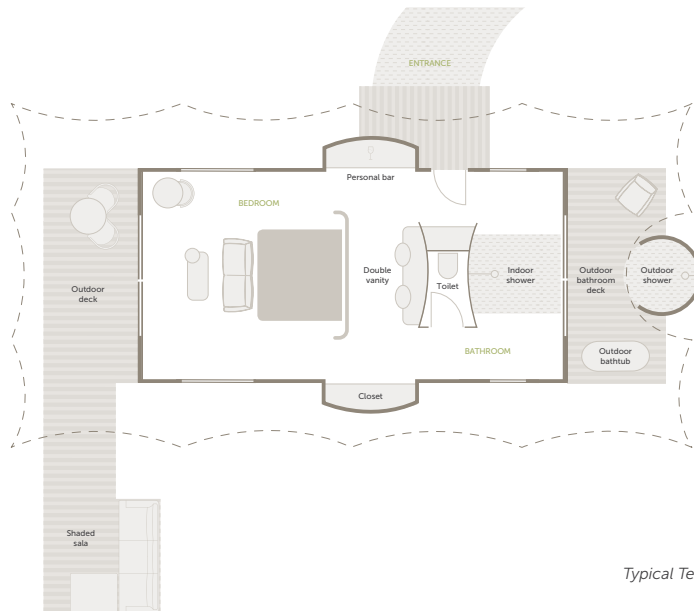 ENTRANCE
Personal bar
BEDROOM
Outdoor
deck
Double
vanity
Toilet
Indoor
shower
Outdoor
bathroom
deck
Outdoor
shower
BATHROOM
Outdoor
bathtub
Closet
Shaded
sala
Typical Te